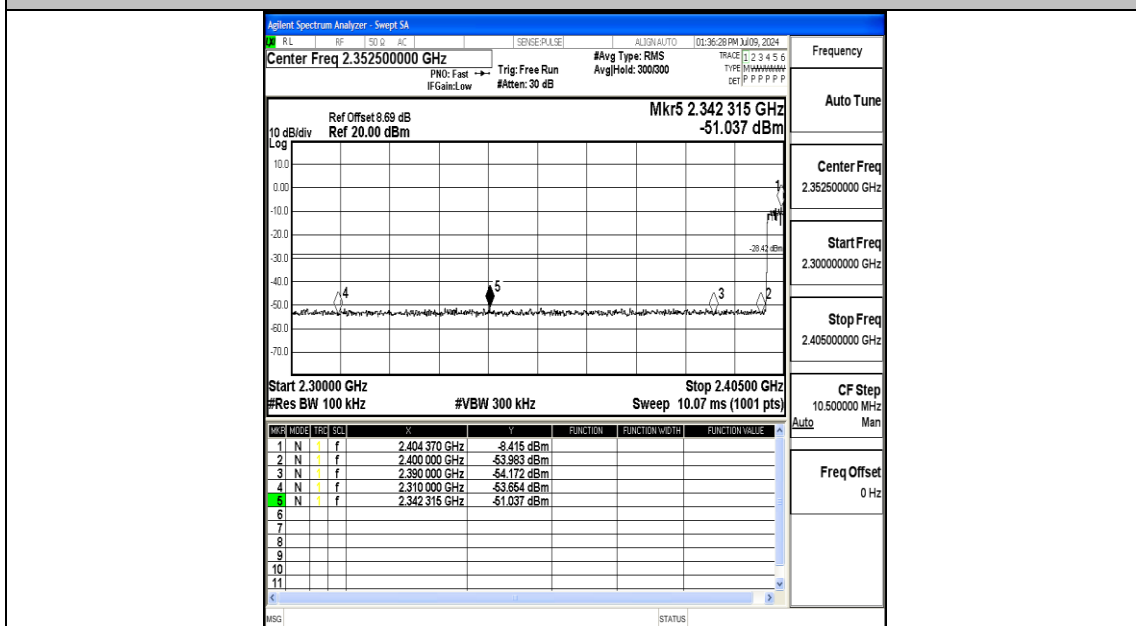 Agilent Spectrum Analyzer - Swept SA
LXI RL RF 50 Ω AC SENSE:PULSE ALIGNAUTO 01:36:28 PM Jul 09, 2024
Center Freq 2.352500000 GHz
PNO: Fast
IFGain:Low
Trig: Free Run
#Atten: 30 dB
#Avg Type: RMS
Avg|Hold: 300/300
TRACE 1 2 3 4 5 6
TYPE MWWWWW
DET P P P P P P
Ref Offset 8.69 dB
10 dB/div Ref 20.00 dBm
Log
Mkr5 2.342 315 GHz
-51.037 dBm
10.0
0.00
-10.0
-20.0
-30.0
-40.0
-50.0
-60.0
-70.0
1
-28.42 dBm
4
5
3
2
Start 2.30000 GHz Stop 2.40500 GHz
#Res BW 100 kHz #VBW 300 kHz Sweep 10.07 ms (1001 pts)
MKR MODE TRC SCL X Y FUNCTION FUNCTION WIDTH FUNCTION VALUE
1 N 1 f 2.404 370 GHz -8.415 dBm
2 N 1 f 2.400 000 GHz -53.983 dBm
3 N 1 f 2.390 000 GHz -54.172 dBm
4 N 1 f 2.310 000 GHz -53.654 dBm
5 N 1 f 2.342 315 GHz -51.037 dBm
6
7
8
9
10
11
MSG STATUS
Frequency
Auto Tune
Center Freq
2.352500000 GHz
Start Freq
2.300000000 GHz
Stop Freq
2.405000000 GHz
CF Step
10.500000 MHz
Auto Man
Freq Offset
0 Hz